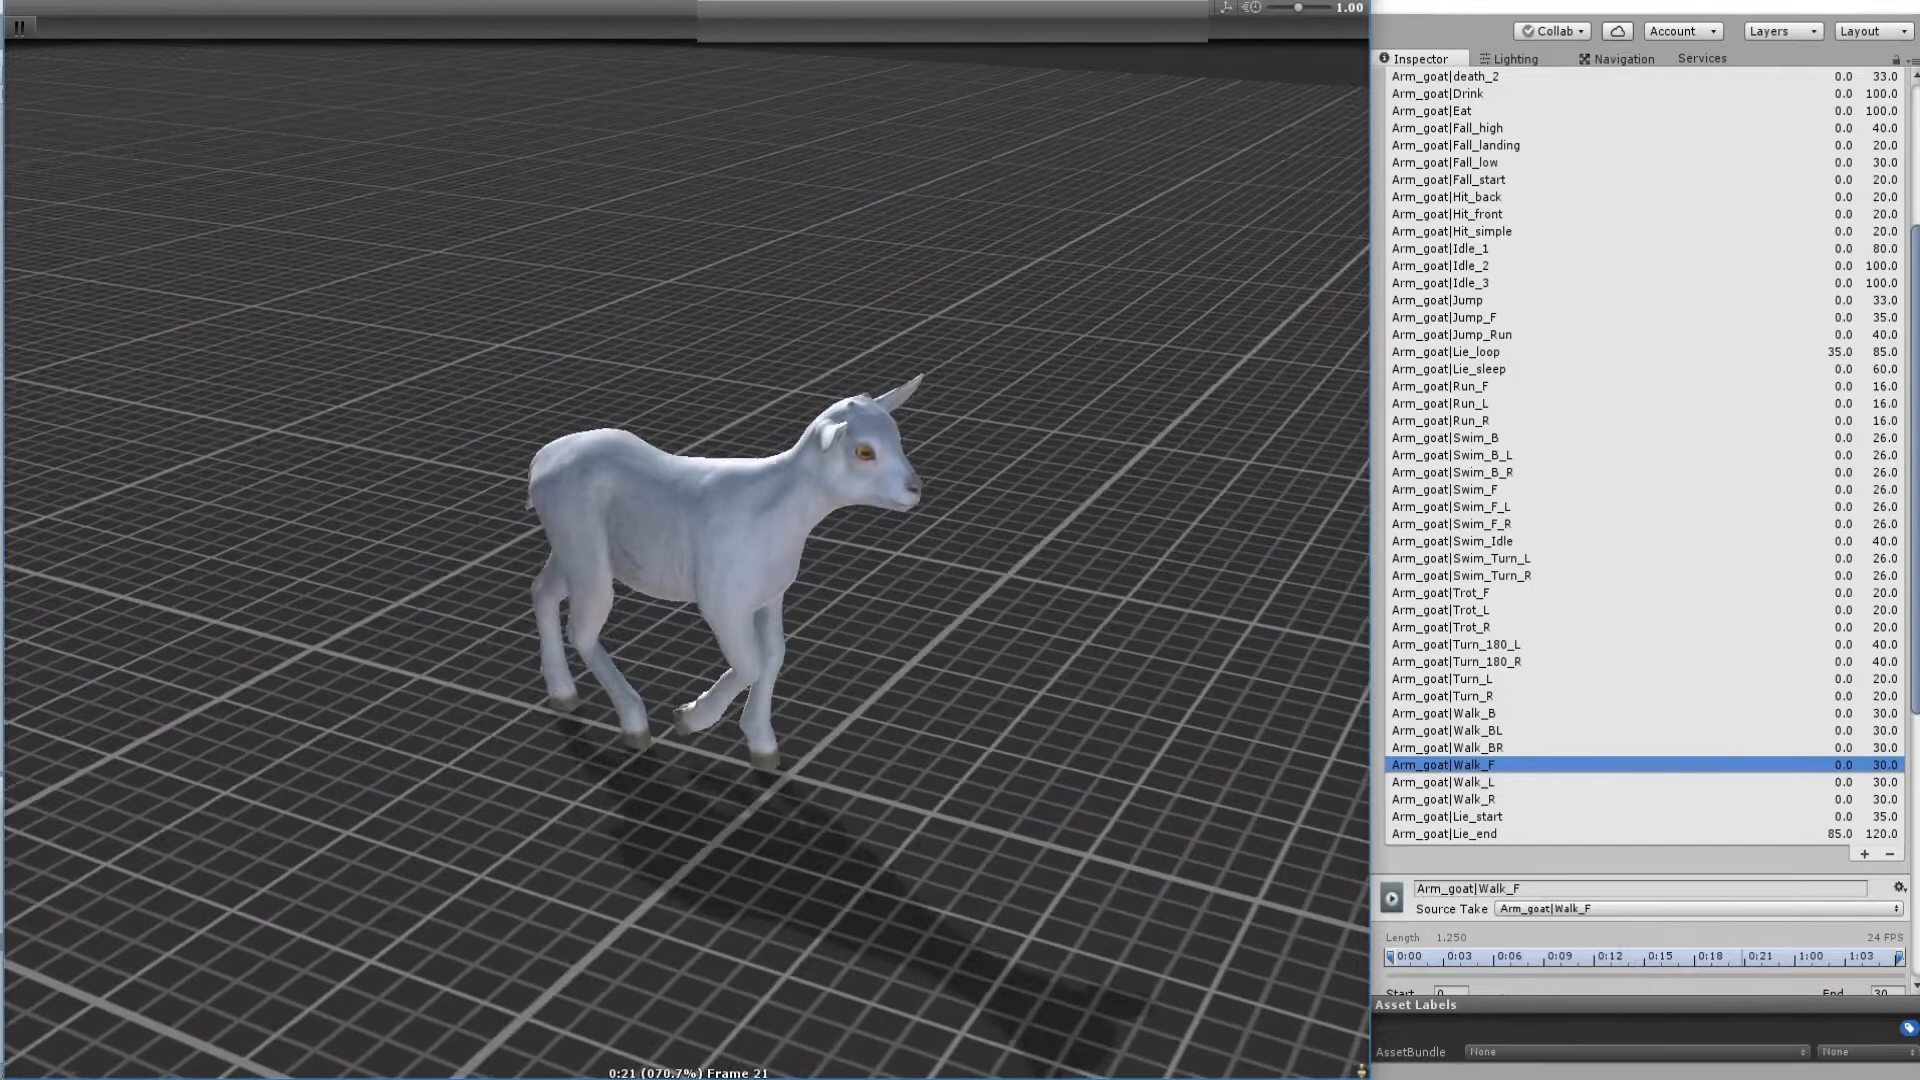 1.00
Collab
Account
Layers
Layout
Inspector
Lighting
Navigation
Services
Arm_goat|death_2 0.0 33.0
Arm_goat|Drink 0.0 100.0
Arm_goat|Eat 0.0 100.0
Arm_goat|Fall_high 0.0 40.0
Arm_goat|Fall_landing 0.0 20.0
Arm_goat|Fall_low 0.0 30.0
Arm_goat|Fall_start 0.0 20.0
Arm_goat|Hit_back 0.0 20.0
Arm_goat|Hit_front 0.0 20.0
Arm_goat|Hit_simple 0.0 20.0
Arm_goat|Idle_1 0.0 80.0
Arm_goat|Idle_2 0.0 100.0
Arm_goat|Idle_3 0.0 100.0
Arm_goat|Jump 0.0 33.0
Arm_goat|Jump_F 0.0 35.0
Arm_goat|Jump_Run 0.0 40.0
Arm_goat|Lie_loop 35.0 85.0
Arm_goat|Lie_sleep 0.0 60.0
Arm_goat|Run_F 0.0 16.0
Arm_goat|Run_L 0.0 16.0
Arm_goat|Run_R 0.0 16.0
Arm_goat|Swim_B 0.0 26.0
Arm_goat|Swim_B_L 0.0 26.0
Arm_goat|Swim_B_R 0.0 26.0
Arm_goat|Swim_F 0.0 26.0
Arm_goat|Swim_F_L 0.0 26.0
Arm_goat|Swim_F_R 0.0 26.0
Arm_goat|Swim_Idle 0.0 40.0
Arm_goat|Swim_Turn_L 0.0 26.0
Arm_goat|Swim_Turn_R 0.0 26.0
Arm_goat|Trot_F 0.0 20.0
Arm_goat|Trot_L 0.0 20.0
Arm_goat|Trot_R 0.0 20.0
Arm_goat|Turn_180_L 0.0 40.0
Arm_goat|Turn_180_R 0.0 40.0
Arm_goat|Turn_L 0.0 20.0
Arm_goat|Turn_R 0.0 20.0
Arm_goat|Walk_B 0.0 30.0
Arm_goat|Walk_BL 0.0 30.0
Arm_goat|Walk_BR 0.0 30.0
Arm_goat|Walk_F 0.0 30.0
Arm_goat|Walk_L 0.0 30.0
Arm_goat|Walk_R 0.0 30.0
Arm_goat|Lie_start 0.0 35.0
Arm_goat|Lie_end 85.0 120.0
+ −
Arm_goat|Walk_F
Source Take Arm_goat|Walk_F
Length 1.250 24 FPS
0:00 0:03 0:06 0:09 0:12 0:15 0:18 0:21 1:00 1:03
Start 0 End 30
Asset Labels
AssetBundle None None
0:21 (070.7%) Frame 21